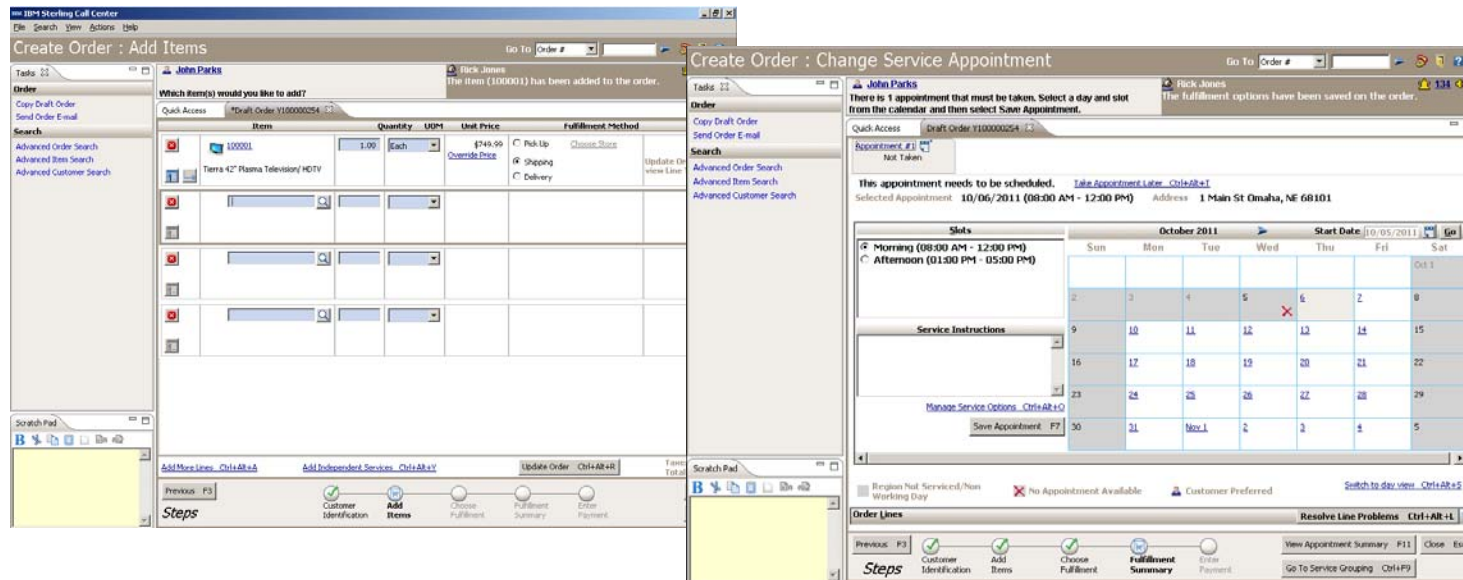 IBM Sterling Call Center
File Search View Actions Help
Create Order : Add Items
Go To Order #
Tasks
Order
Copy Draft Order
Send Order E-mail
Search
Advanced Order Search
Advanced Item Search
Advanced Customer Search
John Parks
Which item(s) would you like to add?
Rick Jones
The item (100001) has been added to the order.
Quick Access *Draft Order Y100000254
Item Quantity UOM Unit Price Fulfillment Method
100001 1.00 Each $749.99 Pick Up Choose Store
Override Price Shipping
Tierra 42" Plasma Television/ HDTV Delivery
view Line
Scratch Pad
Add More Lines Ctrl+Alt+A Add Independent Services Ctrl+Alt+Y Update Order Ctrl+Alt+R
Previous F3
Steps
Customer Identification
Add Items
Choose Fulfillment
Fulfillment Summary
Enter Payment
Create Order : Change Service Appointment
Go To Order #
Tasks
Order
Copy Draft Order
Send Order E-mail
Search
Advanced Order Search
Advanced Item Search
Advanced Customer Search
John Parks
There is 1 appointment that must be taken. Select a day and slot
from the calendar and then select Save Appointment.
Rick Jones
The fulfillment options have been saved on the order.
134
Quick Access Draft Order Y100000254
Appointment #1
Not Taken
This appointment needs to be scheduled. Take Appointment Later Ctrl+Alt+T
Selected Appointment 10/06/2011 (08:00 AM - 12:00 PM) Address 1 Main St Omaha, NE 68101
Slots
Morning (08:00 AM - 12:00 PM)
Afternoon (01:00 PM - 05:00 PM)
Service Instructions
Manage Service Options Ctrl+Alt+O
Save Appointment F7
October 2011 Start Date 10/05/2011 Go
Sun Mon Tue Wed Thu Fri Sat
Oct 1
2 3 4 5 6 7 8
9 10 11 12 13 14 15
16 17 18 19 20 21 22
23 24 25 26 27 28 29
30 31 Nov 1 2 3 4 5
Region Not Serviced/Non
Working Day
No Appointment Available
Customer Preferred
Switch to day view Ctrl+Alt+S
Order Lines
Resolve Line Problems Ctrl+Alt+L
Scratch Pad
Previous F3
Steps
Customer Identification
Add Items
Choose Fulfillment
Fulfillment Summary
Enter Payment
View Appointment Summary F11 Close
Go To Service Grouping Ctrl+F9